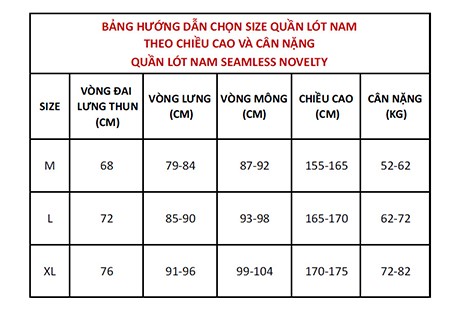 BẢNG HƯỚNG DẪN CHỌN SIZE QUẦN LÓT NAM
THEO CHIỀU CAO VÀ CÂN NẶNG
QUẦN LÓT NAM SEAMLESS NOVELTY
SIZE VÒNG ĐAI LƯNG THUN (CM) VÒNG LƯNG (CM) VÒNG MÔNG (CM) CHIỀU CAO (CM) CÂN NẶNG (KG)
M 68 79-84 87-92 155-165 52-62
L 72 85-90 93-98 165-170 62-72
XL 76 91-96 99-104 170-175 72-82